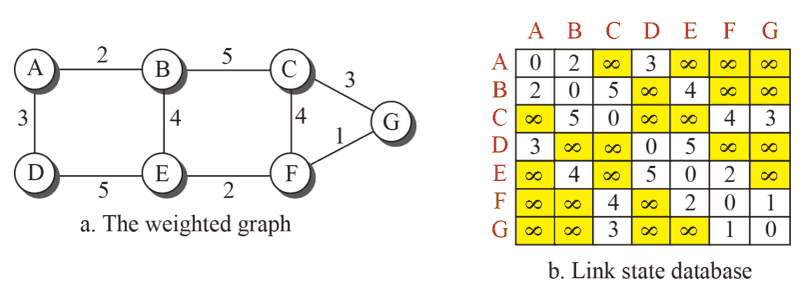 A 2 B 5 C 3
3 4 4 1 G
D 5 E 2 F
a. The weighted graph
A B C D E F G
A 0 2 ∞ 3 ∞ ∞ ∞
B 2 0 5 ∞ 4 ∞ ∞
C ∞ 5 0 ∞ ∞ 4 3
D 3 ∞ ∞ 0 5 ∞ ∞
E ∞ 4 ∞ 5 0 2 ∞
F ∞ ∞ 4 ∞ 2 0 1
G ∞ ∞ 3 ∞ ∞ 1 0
b. Link state database